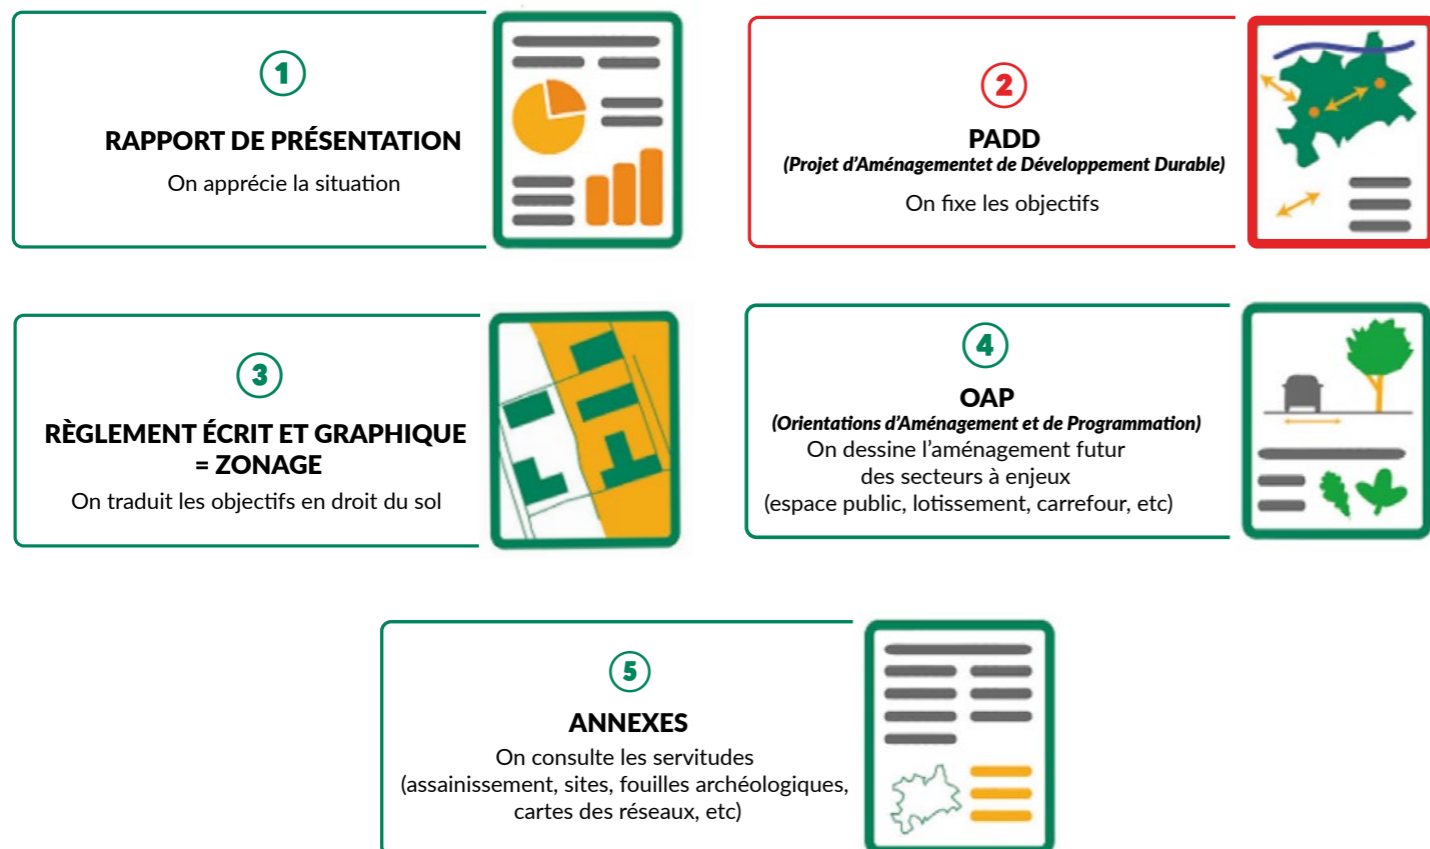 1
RAPPORT DE PRÉSENTATION
On apprécie la situation
2
PADD
(Projet d'Aménagementet de Développement Durable)
On fixe les objectifs
3
RÈGLEMENT ÉCRIT ET GRAPHIQUE
= ZONAGE
On traduit les objectifs en droit du sol
4
OAP
(Orientations d'Aménagement et de Programmation)
On dessine l'aménagement futur
des secteurs à enjeux
(espace public, lotissement, carrefour, etc)
5
ANNEXES
On consulte les servitudes
(assainissement, sites, fouilles archéologiques,
cartes des réseaux, etc)